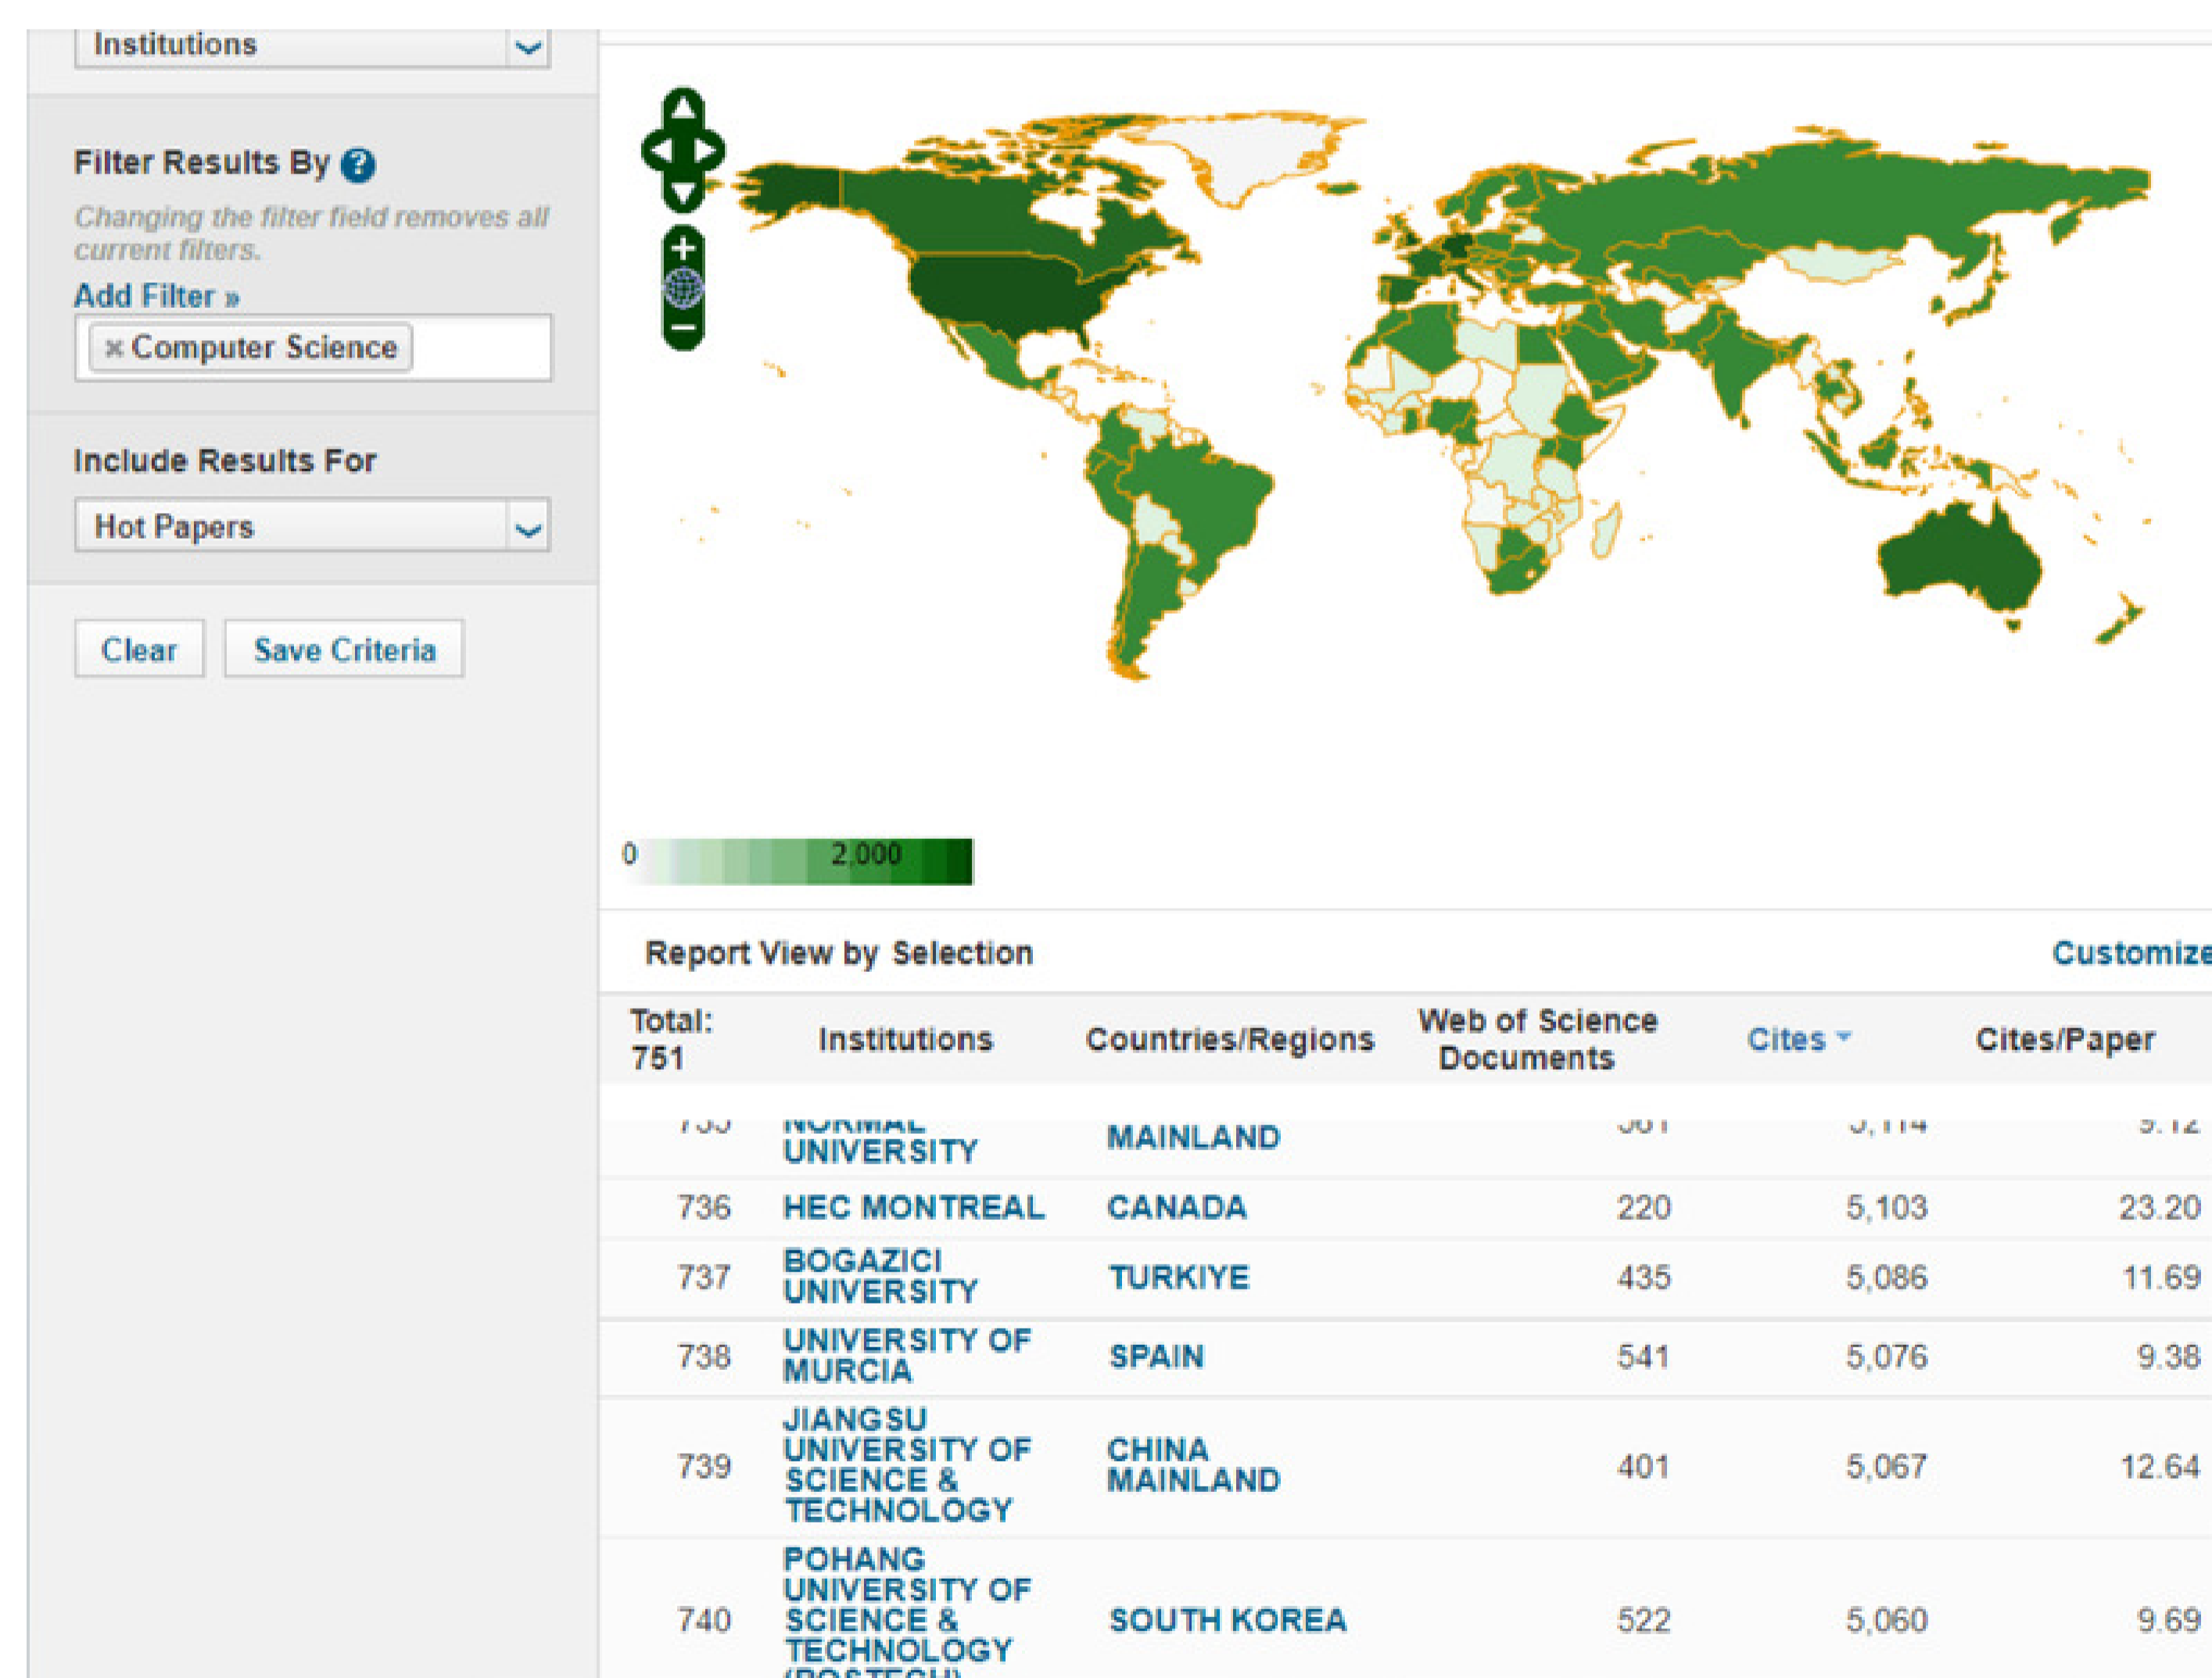 Institutions
Filter Results By ?
Changing the filter field removes all
current filters.
Add Filter »
× Computer Science
Include Results For
Hot Papers
Clear Save Criteria
0 2,000
Report View by Selection Customize
Total:
751
Institutions
Countries/Regions
Web of Science
Documents
Cites
Cites/Paper
NORMAL
UNIVERSITY
MAINLAND
736 HEC MONTREAL CANADA 220 5,103 23.20
737 BOGAZICI
UNIVERSITY
TURKIYE 435 5,086 11.69
738 UNIVERSITY OF
MURCIA
SPAIN 541 5,076 9.38
739 JIANGSU
UNIVERSITY OF
SCIENCE &
TECHNOLOGY
CHINA
MAINLAND
401 5,067 12.64
740 POHANG
UNIVERSITY OF
SCIENCE &
TECHNOLOGY
(POSTECH)
SOUTH KOREA 522 5,060 9.69